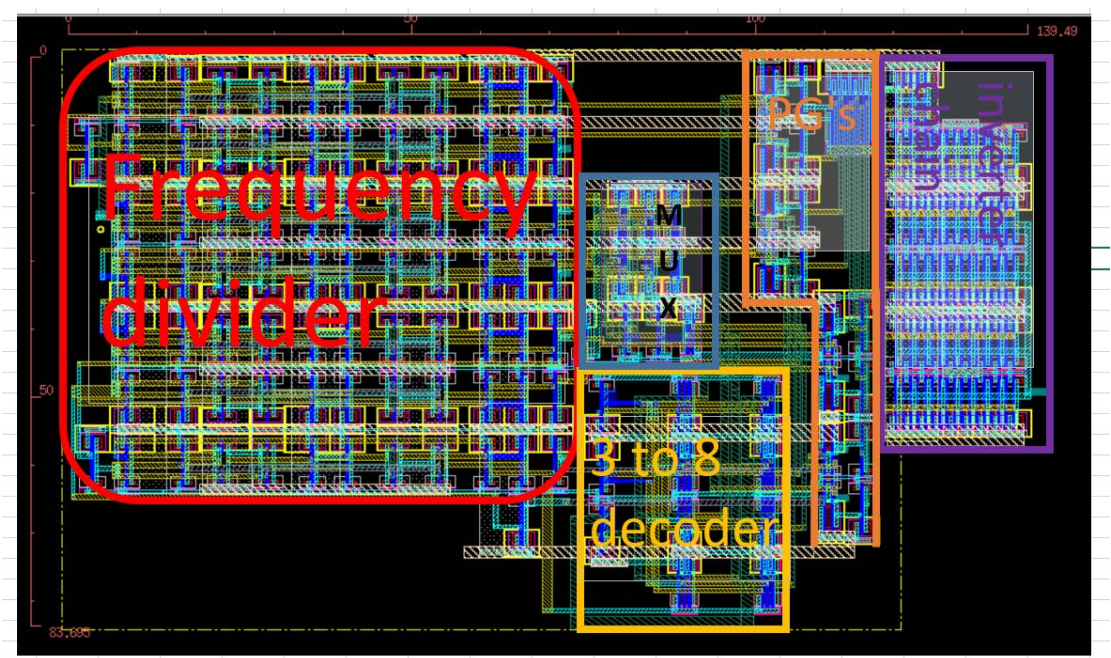 0
50
100
139.49
0
50
83.695
Frequency
divider
M
U
X
PG's
inverter
chain
3 to 8
decoder